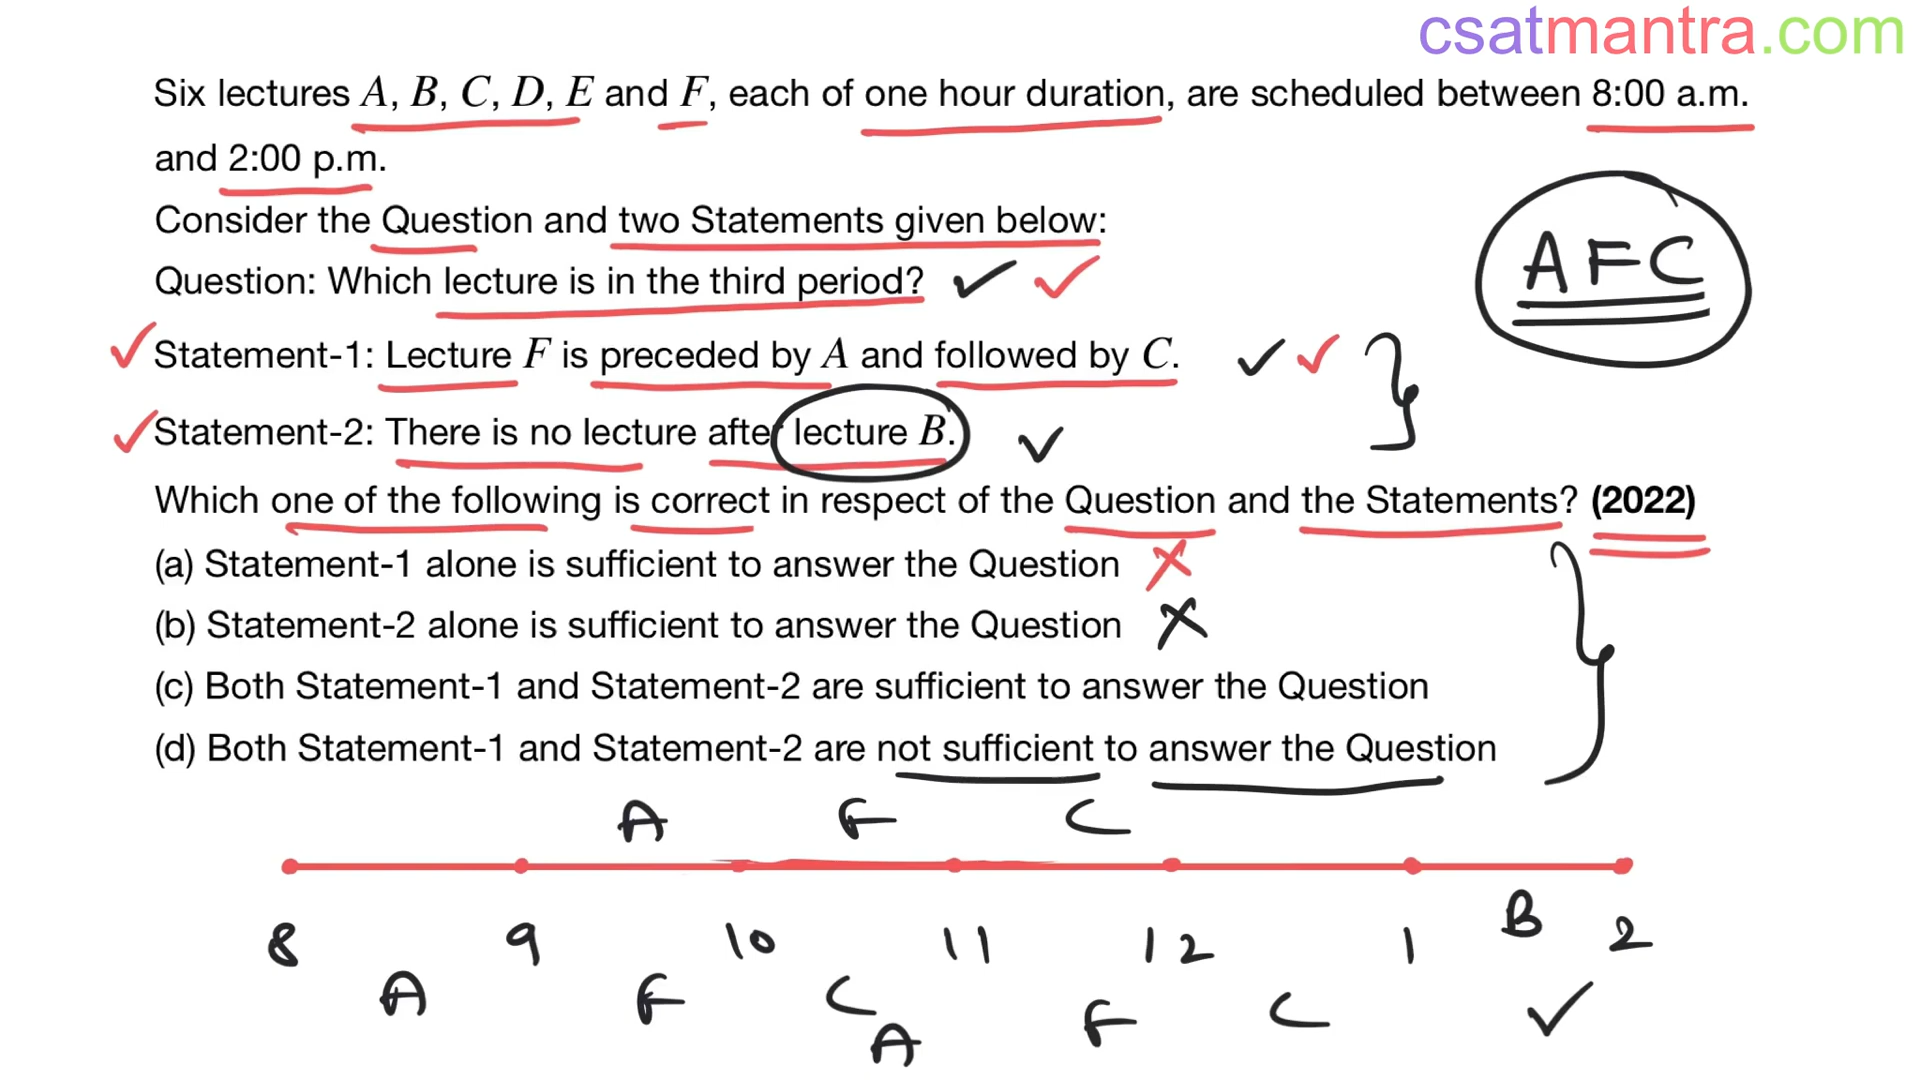 csatmantra.com
Six lectures A, B, C, D, E and F, each of one hour duration, are scheduled between 8:00 a.m.
and 2:00 p.m.
Consider the Question and two Statements given below:
Question: Which lecture is in the third period?
AFC
Statement-1: Lecture F is preceded by A and followed by C.
Statement-2: There is no lecture after lecture B.
Which one of the following is correct in respect of the Question and the Statements? (2022)
(a) Statement-1 alone is sufficient to answer the Question
(b) Statement-2 alone is sufficient to answer the Question
(c) Both Statement-1 and Statement-2 are sufficient to answer the Question
(d) Both Statement-1 and Statement-2 are not sufficient to answer the Question
A F C
8 9 10 11 12 1 B 2
A F C
A F C